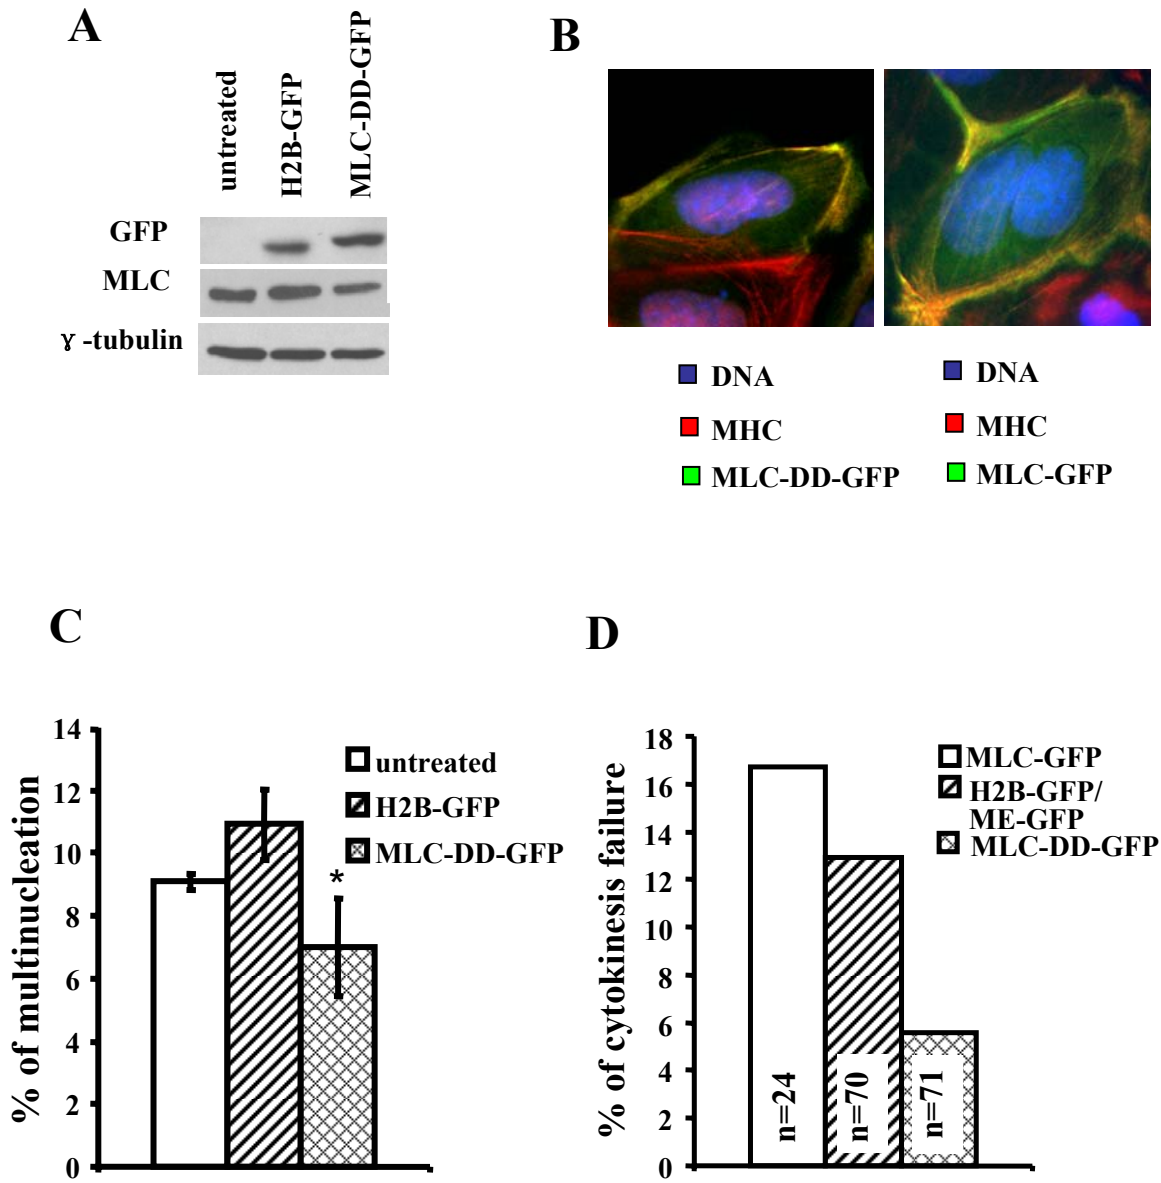 A
untreated
H2B-GFP
MLC-DD-GFP
GFP
MLC
γ-tubulin
B
DNA
MHC
MLC-DD-GFP
DNA
MHC
MLC-GFP
C
% of multinucleation
14
12
10
8
6
4
2
0
untreated
H2B-GFP
MLC-DD-GFP
*
D
% of cytokinesis failure
18
16
14
12
10
8
6
4
2
0
MLC-GFP
H2B-GFP/
ME-GFP
MLC-DD-GFP
n=24
n=70
n=71